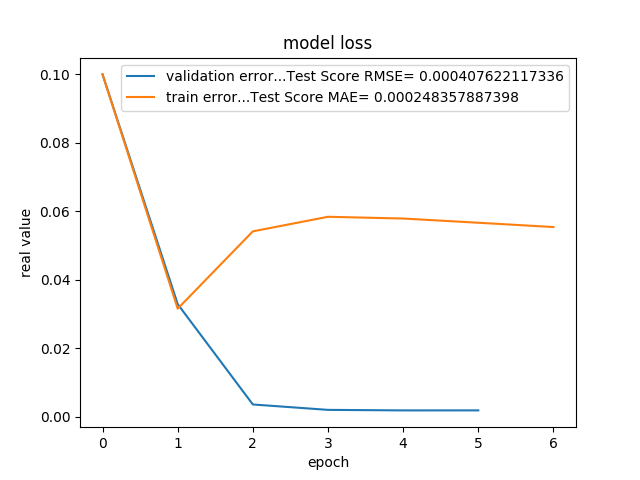 model loss
validation error...Test Score RMSE= 0.000407622117336
train error...Test Score MAE= 0.000248357887398
real value
0.10
0.08
0.06
0.04
0.02
0.00
0 1 2 3 4 5 6
epoch